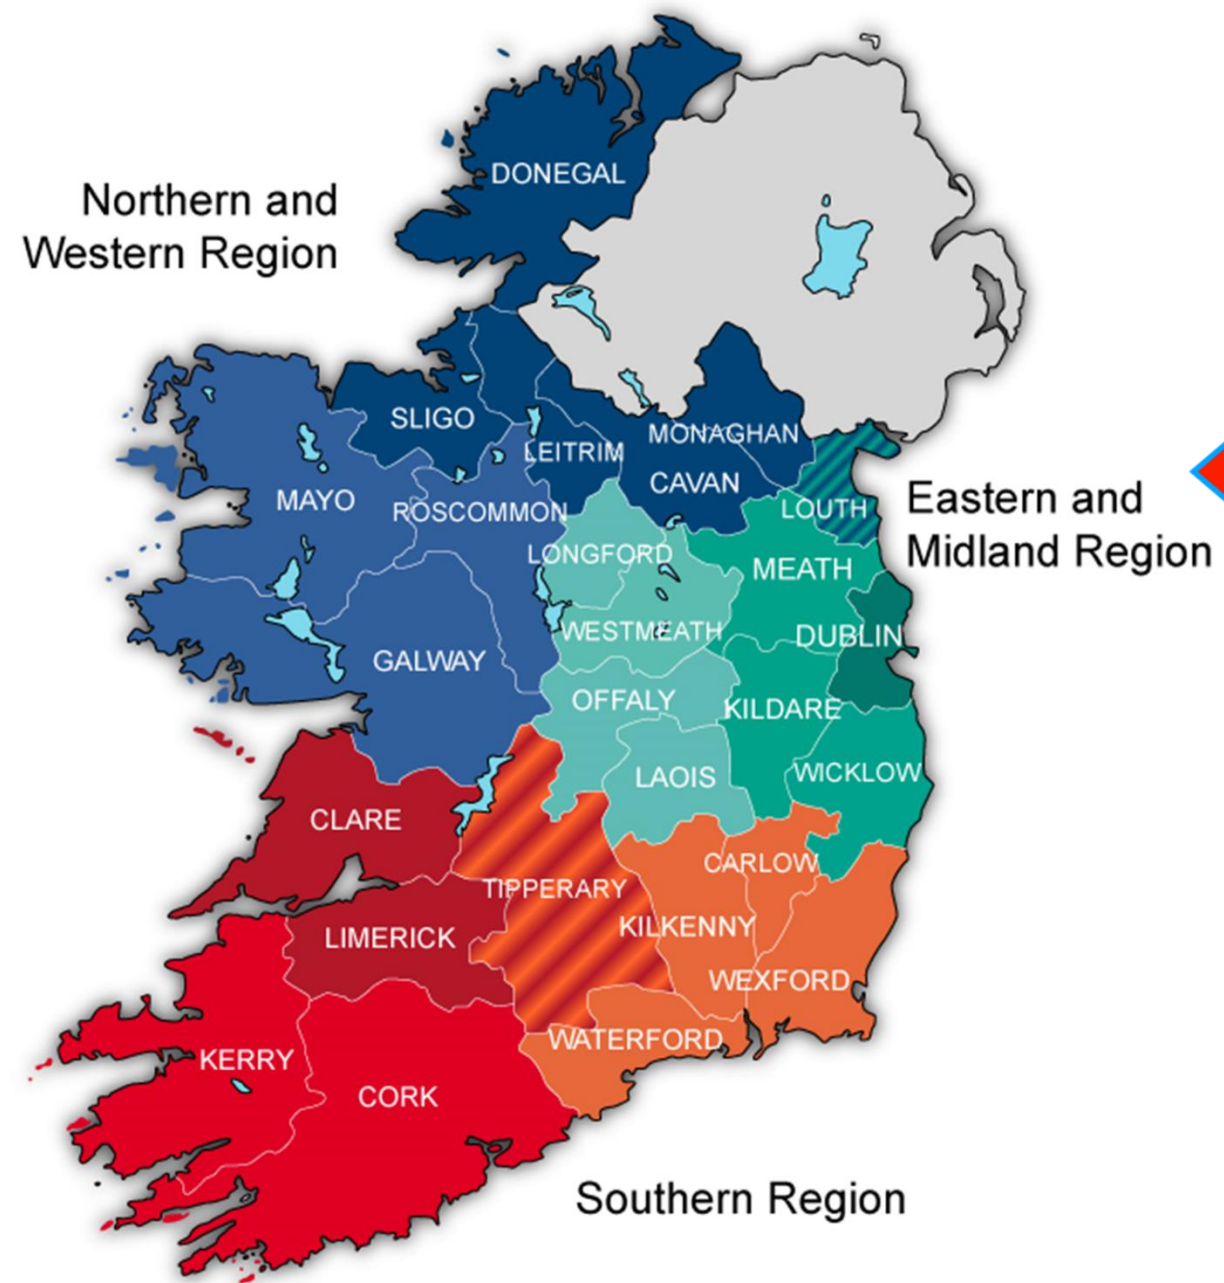 DONEGAL
Northern and
Western Region
SLIGO
MONAGHAN
LEITRIM
CAVAN
MAYO
ROSCOMMON
LOUTH
Eastern and
Midland Region
LONGFORD
MEATH
WESTMEATH
DUBLIN
GALWAY
OFFALY
KILDARE
LAOIS
WICKLOW
CLARE
CARLOW
TIPPERARY
KILKENNY
LIMERICK
WEXFORD
WATERFORD
KERRY
CORK
Southern Region